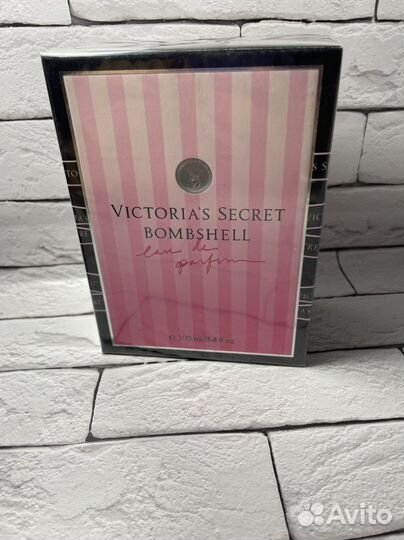 VICTORIA'S SECRET
BOMBSHELL
eau de
parfum
℮ 100 ml/3.4 fl oz
Avito